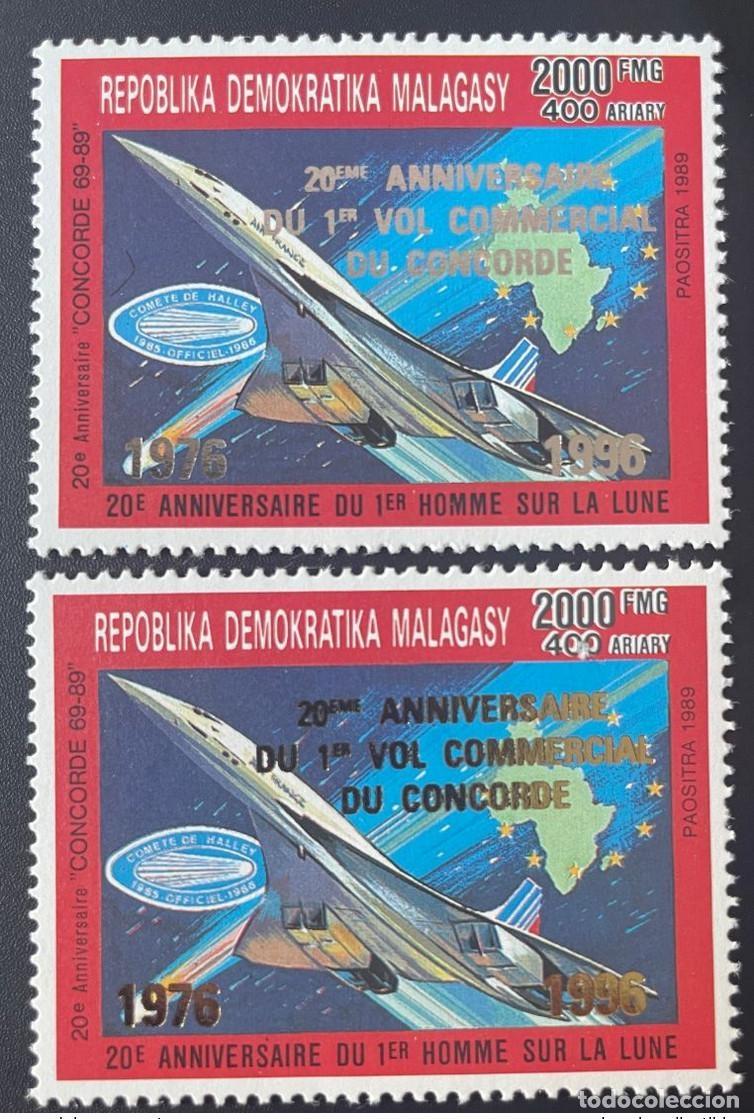 REPOBLIKA DEMOKRATIKA MALAGASY
2000 FMG
400 ARIARY
20e Anniversaire "CONCORDE 69-89"
20EME ANNIVERSAIRE
DU 1ER VOL COMMERCIAL
DU CONCORDE
AIR FRANCE
PAOSITRA 1989
COMETE DE HALLEY
1985-OFFICIEL-1986
1976
1996
20E ANNIVERSAIRE DU 1ER HOMME SUR LA LUNE
REPOBLIKA DEMOKRATIKA MALAGASY
2000 FMG
400 ARIARY
20e Anniversaire "CONCORDE 69-89"
20EME ANNIVERSAIRE
DU 1ER VOL COMMERCIAL
DU CONCORDE
FRANCE
PAOSITRA 1989
COMETE DE HALLEY
1985-OFFICIEL-1986
1976
1996
20E ANNIVERSAIRE DU 1ER HOMME SUR LA LUNE
todocoleccion